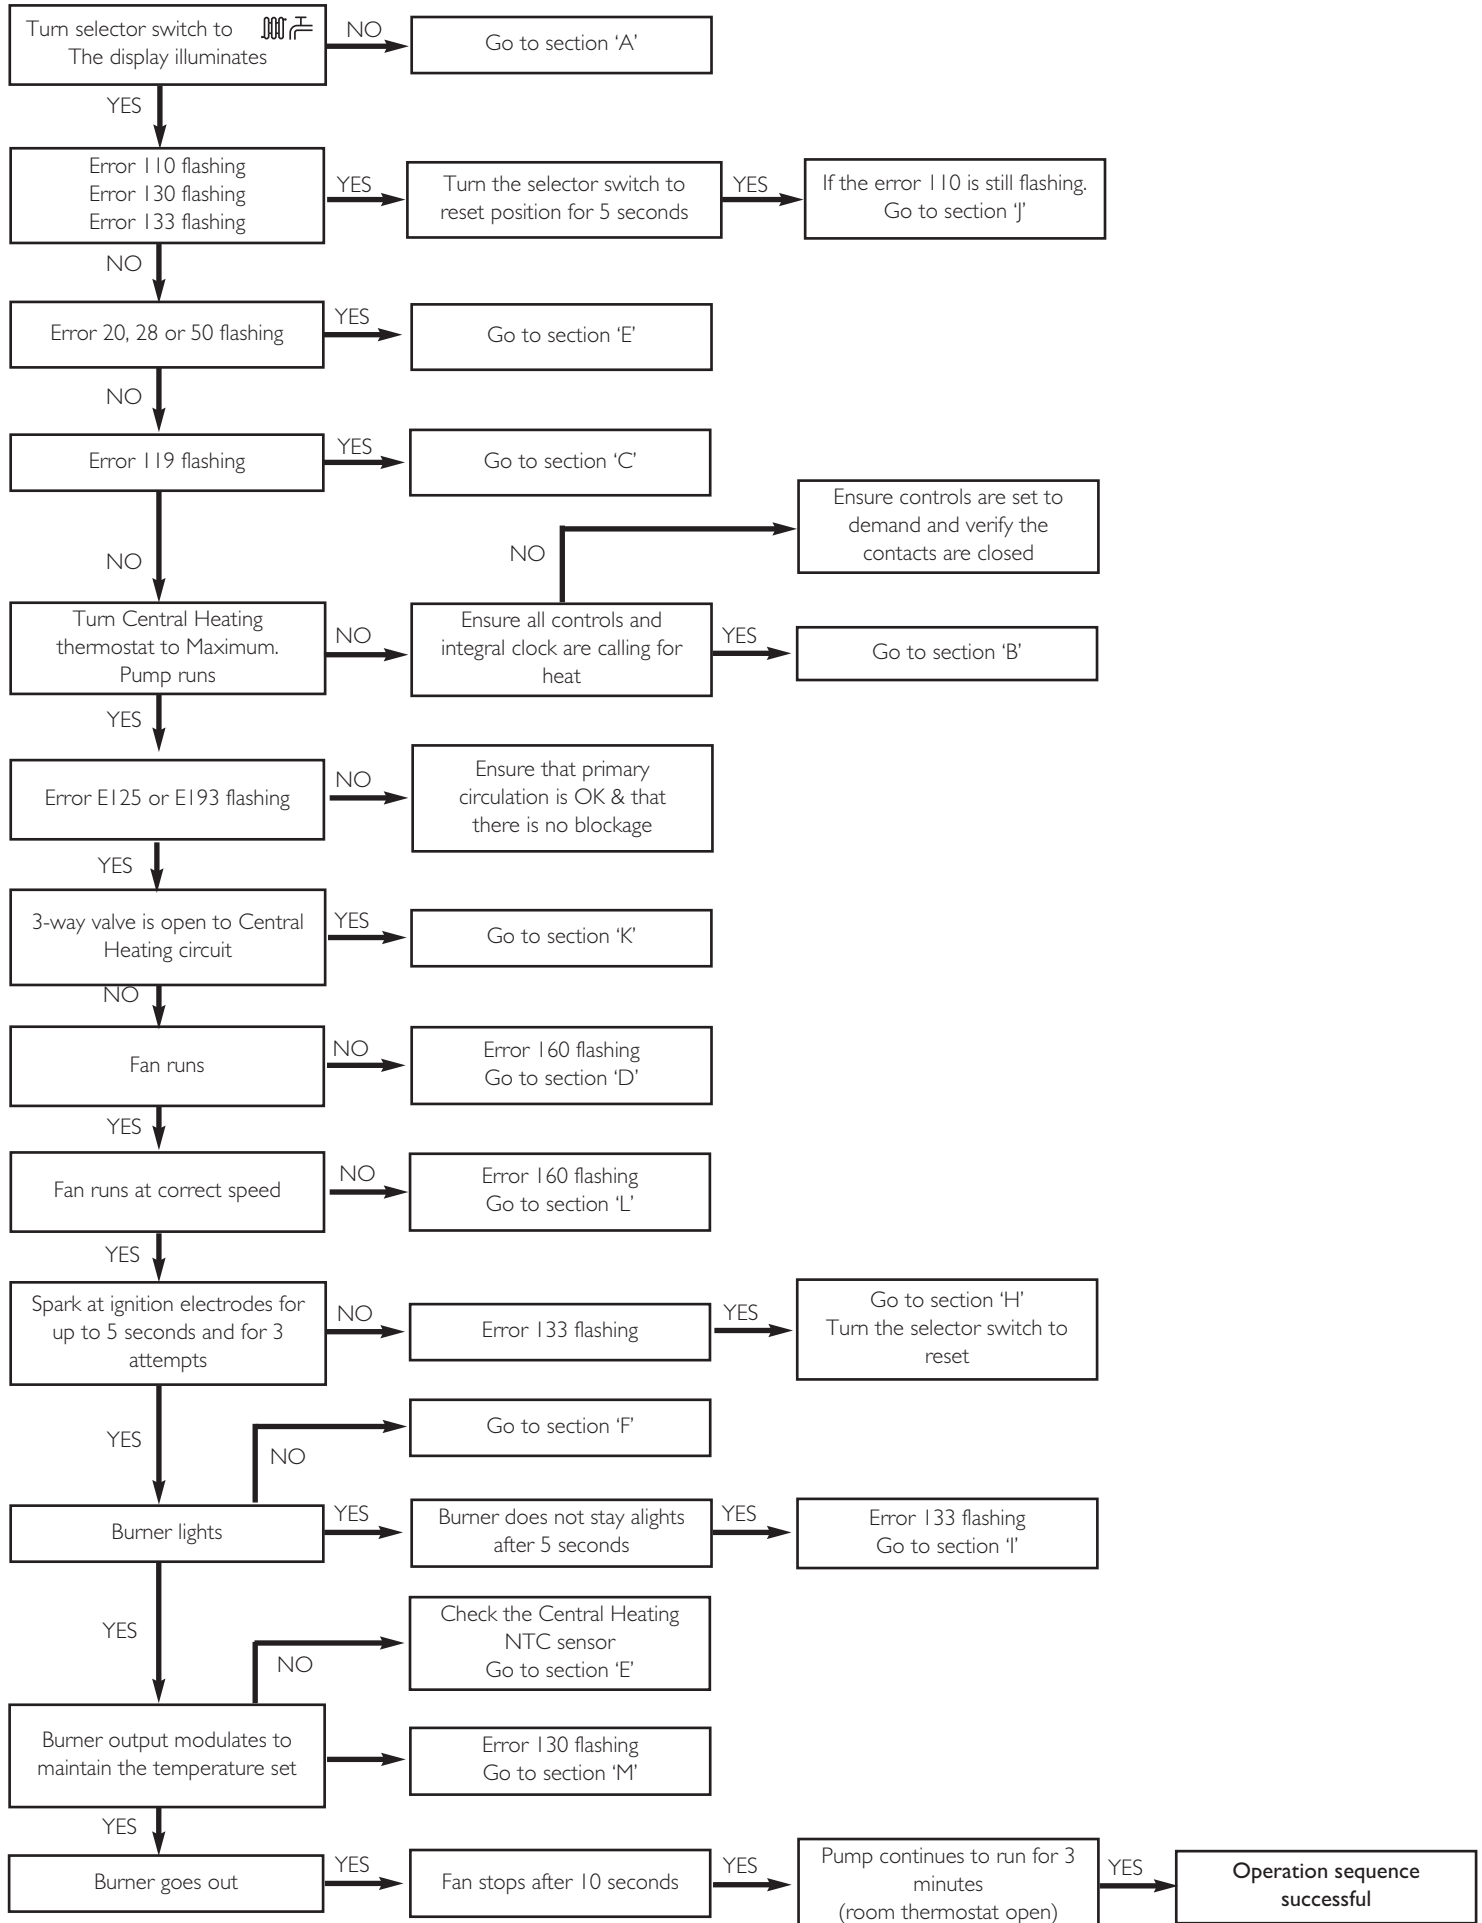 Turn selector switch to
The display illuminates
NO
Go to section ‘A’
YES
Error 110 flashing
Error 130 flashing
Error 133 flashing
YES
Turn the selector switch to
reset position for 5 seconds
YES
If the error 110 is still flashing.
Go to section ‘J’
NO
Error 20, 28 or 50 flashing
YES
Go to section ‘E’
NO
Error 119 flashing
YES
Go to section ‘C’
NO
Turn Central Heating
thermostat to Maximum.
Pump runs
NO
Ensure all controls and
integral clock are calling for
heat
NO
Ensure controls are set to
demand and verify the
contacts are closed
YES
Go to section ‘B’
YES
Error E125 or E193 flashing
NO
Ensure that primary
circulation is OK & that
there is no blockage
YES
3-way valve is open to Central
Heating circuit
YES
Go to section ‘K’
NO
Fan runs
NO
Error 160 flashing
Go to section ‘D’
YES
Fan runs at correct speed
NO
Error 160 flashing
Go to section ‘L’
YES
Spark at ignition electrodes for
up to 5 seconds and for 3
attempts
NO
Error 133 flashing
YES
Go to section ‘H’
Turn the selector switch to
reset
YES
NO
Go to section ‘F’
Burner lights
YES
Burner does not stay alights
after 5 seconds
YES
Error 133 flashing
Go to section ‘I’
YES
NO
Check the Central Heating
NTC sensor
Go to section ‘E’
Burner output modulates to
maintain the temperature set
Error 130 flashing
Go to section ‘M’
YES
Burner goes out
YES
Fan stops after 10 seconds
YES
Pump continues to run for 3
minutes
(room thermostat open)
YES
Operation sequence
successful